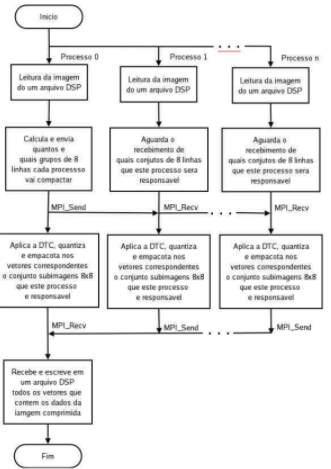 Inicio
. . .
Processo 0
Processo 1
Processo n
Leitura da imagem
do um arquivo DSP
Leitura da imagem
do um arquivo DSP
Leitura da imagem
do um arquivo DSP
Calcula e envia
quantos e
quais grupos de 8
linhas cada processso
vai compactar
Aguarda o
recebimento de
quais conjutos de 8 linhas
que este processo sera
responsavel
Aguarda o
recebimento de
quais conjutos de 8 linhas
que este processo sera
responsavel
MPI_Send
MPI_Recv
. . .
MPI_Recv
Aplica a DTC, quantiza
e empacota nos
vetores correspondentes
o conjunto subimagens 8x8
que este processo
e responsavel
Aplica a DTC, quantiza
e empacota nos
vetores correspondentes
o conjunto subimagens 8x8
que este processo
e responsavel
Aplica a DTC, quantiza
e empacota nos
vetores correspondentes
o conjunto subimagens 8x8
que este processo
e responsavel
MPI_Recv
MPI_Send
. . .
MPI_Send
Recebe e escreve em
um arquivo DSP
todos os vetores que
contem os dados da
iamgem comprimida
Fim